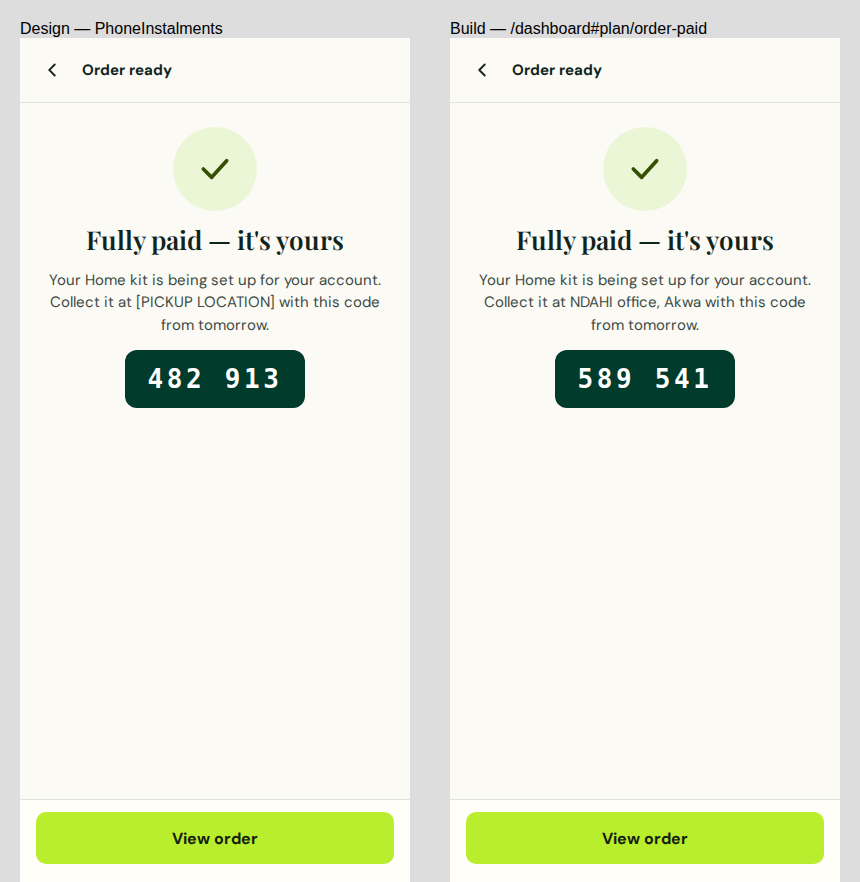 Design — PhoneInstalments
Order ready
Fully paid — it's yours
Your Home kit is being set up for your account.
Collect it at [PICKUP LOCATION] with this code
from tomorrow.
482 913
View order
Build — /dashboard#plan/order-paid
Order ready
Fully paid — it's yours
Your Home kit is being set up for your account.
Collect it at NDAHI office, Akwa with this code
from tomorrow.
589 541
View order